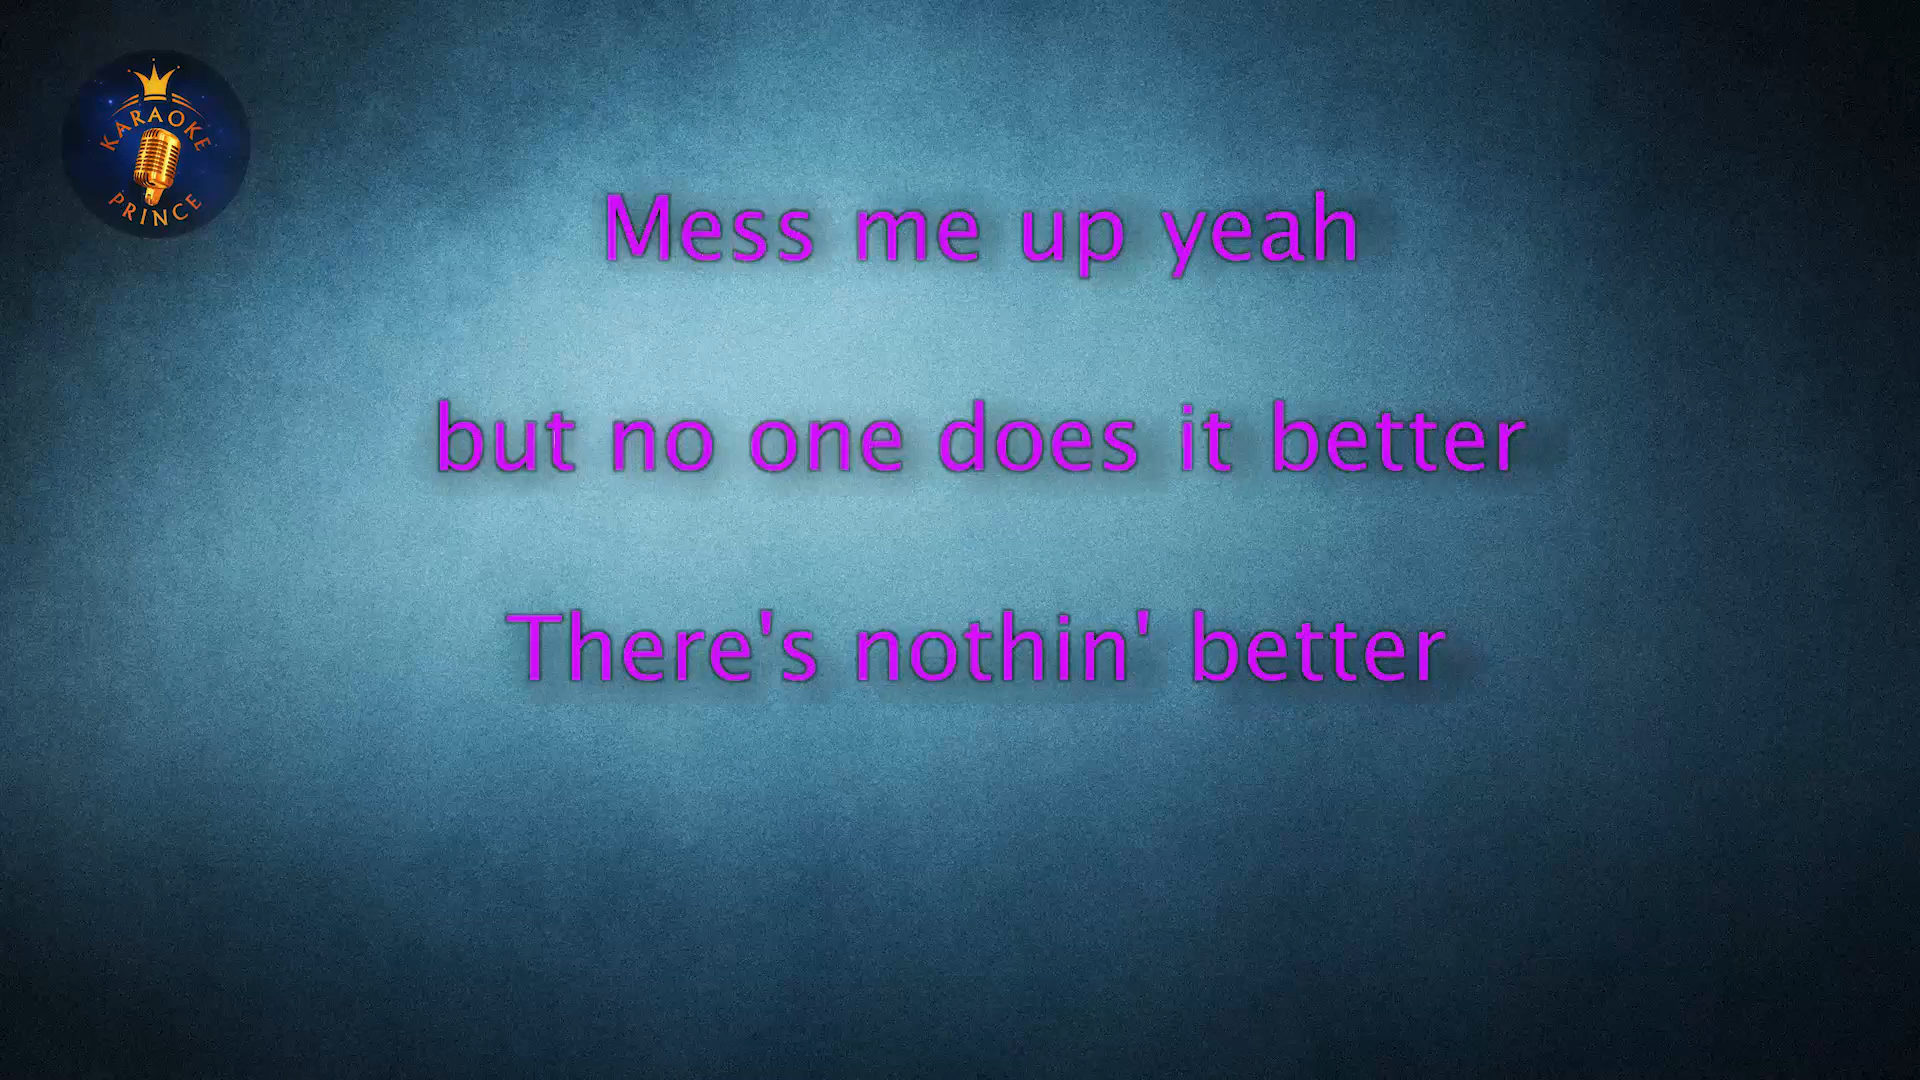 KARAOKE
PRINCE
Mess me up yeah
but no one does it better
There's nothin' better